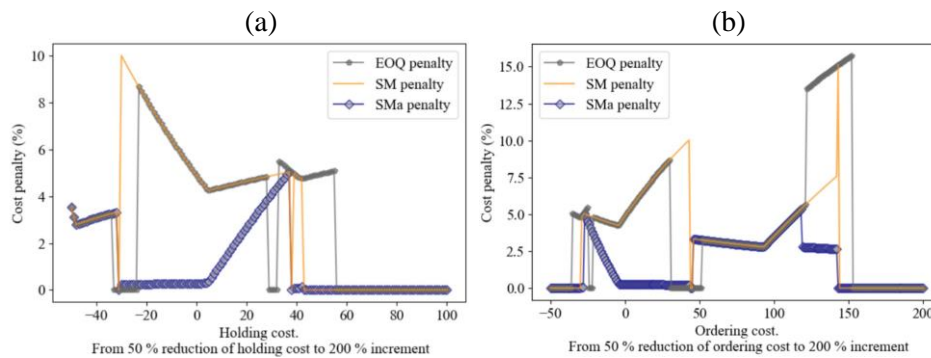 (a)
(b)
Cost penalty (%)
10
8
6
4
2
0
EOQ penalty
SM penalty
SMa penalty
−40 −20 0 20 40 60 80 100
Holding cost.
From 50 % reduction of holding cost to 200 % increment
Cost penalty (%)
15.0
12.5
10.0
7.5
5.0
2.5
0.0
EOQ penalty
SM penalty
SMa penalty
−50 0 50 100 150 200
Ordering cost.
From 50 % reduction of ordering cost to 200 % increment